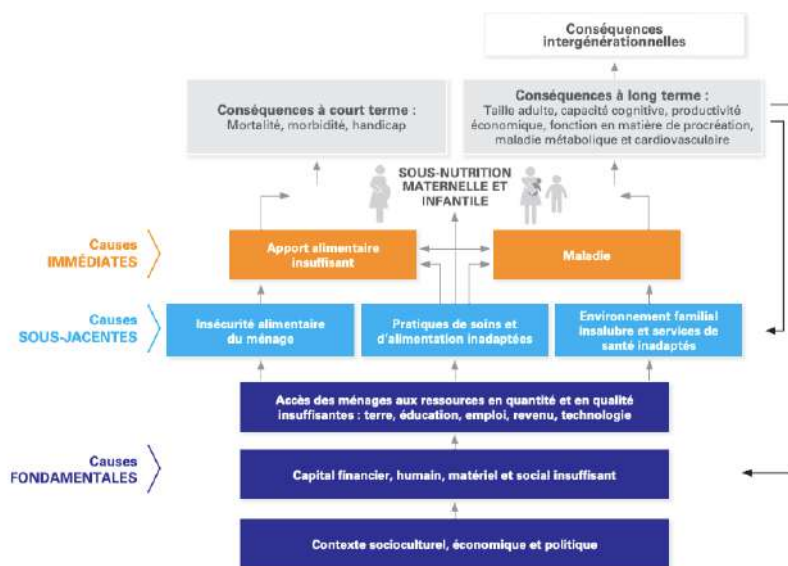 Conséquences
intergénérationnelles
Conséquences à court terme :
Mortalité, morbidité, handicap
Conséquences à long terme :
Taille adulte, capacité cognitive, productivité
économique, fonction en matière de procréation,
maladie métabolique et cardiovasculaire
SOUS-NUTRITION
MATERNELLE ET
INFANTILE
Causes
IMMÉDIATES
Apport alimentaire
insuffisant
Maladie
Causes
SOUS-JACENTES
Insécurité alimentaire
du ménage
Pratiques de soins et
d'alimentation inadaptées
Environnement familial
insalubre et services de
santé inadaptés
Accès des ménages aux ressources en quantité et en qualité
insuffisantes : terre, éducation, emploi, revenu, technologie
Causes
FONDAMENTALES
Capital financier, humain, matériel et social insuffisant
Contexte socioculturel, économique et politique